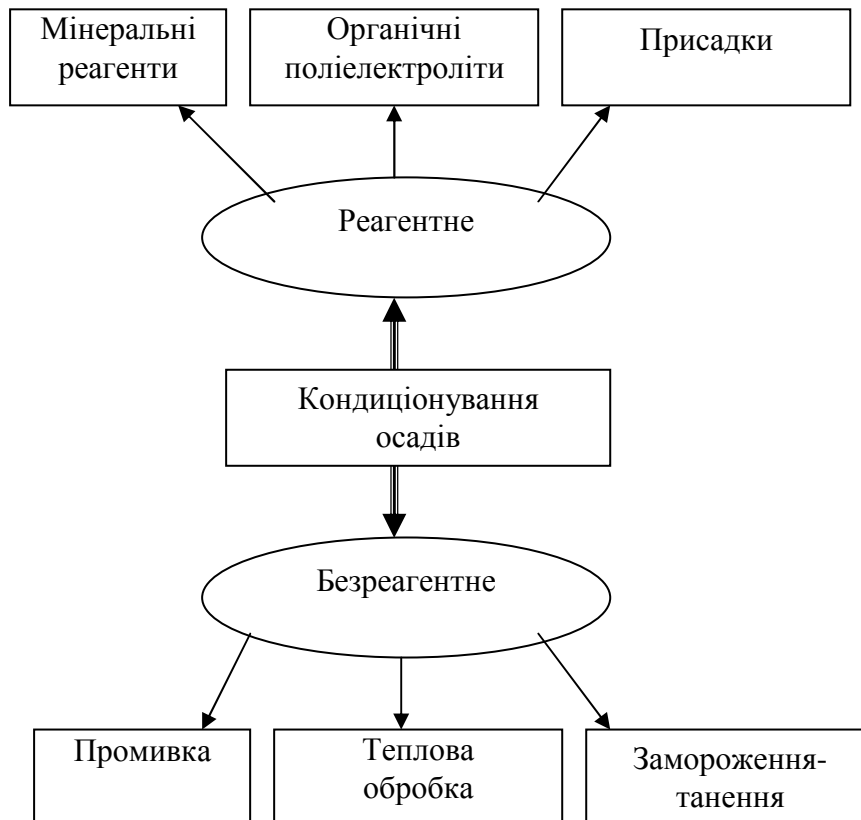 Мінеральні
реагенти
Органічні
поліелектроліти
Присадки
Реагентне
Кондиціонування
осадів
Безреагентне
Промивка
Теплова
обробка
Замороження-
танення